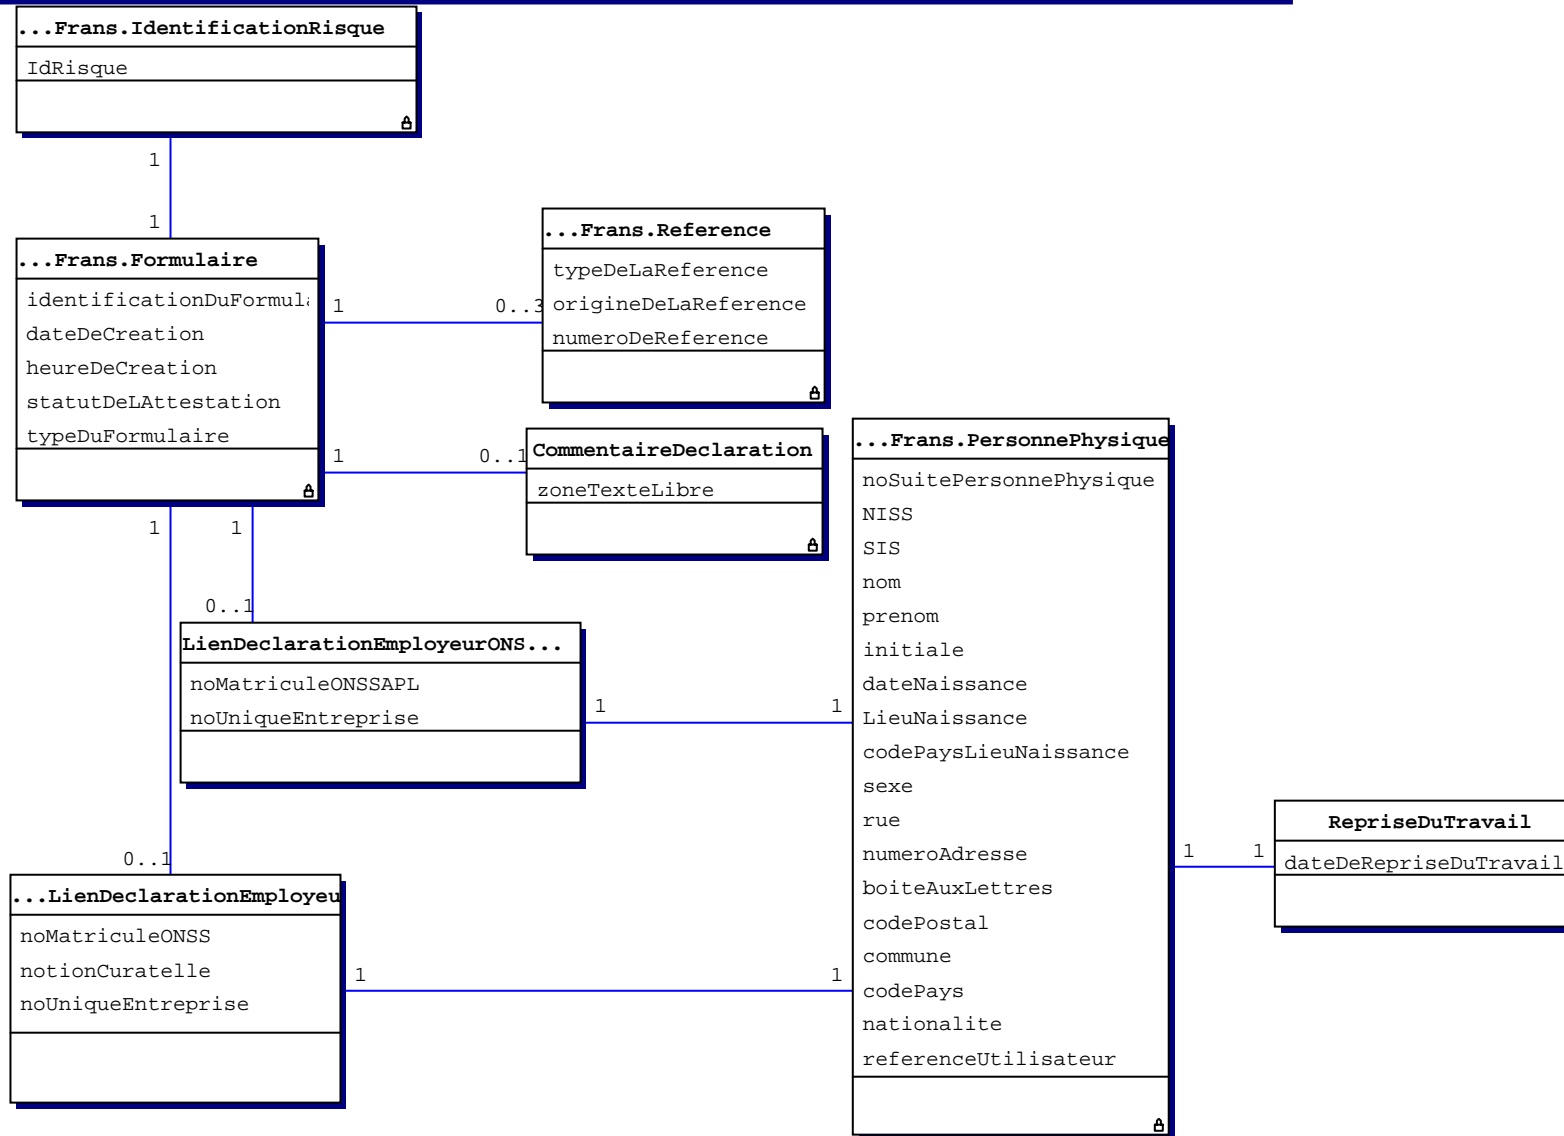 ...Frans.IdentificationRisque
IdRisque
1
1
...Frans.Formulaire
identificationDuFormul
dateDeCreation
heureDeCreation
statutDeLAttestation
typeDuFormulaire
1
0..3
...Frans.Reference
typeDeLaReference
origineDeLaReference
numeroDeReference
1
0..1
CommentaireDeclaration
zoneTexteLibre
1
1
0..1
LienDeclarationEmployeurONS...
noMatriculeONSSAPL
noUniqueEntreprise
1
1
0..1
...LienDeclarationEmployeu
noMatriculeONSS
notionCuratelle
noUniqueEntreprise
1
1
...Frans.PersonnePhysique
noSuitePersonnePhysique
NISS
SIS
nom
prenom
initiale
dateNaissance
LieuNaissance
codePaysLieuNaissance
sexe
rue
numeroAdresse
boiteAuxLettres
codePostal
commune
codePays
nationalite
referenceUtilisateur
1
1
RepriseDuTravail
dateDeRepriseDuTravail